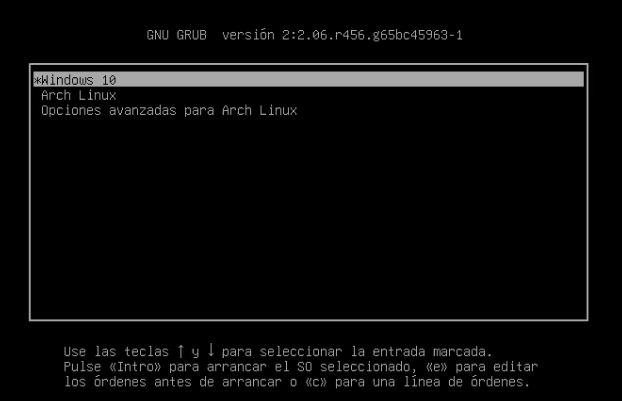 GNU GRUB  versión 2:2.06.r456.g65bc45963-1
*Windows 10
Arch Linux
Opciones avanzadas para Arch Linux
Use las teclas ↑ y ↓ para seleccionar la entrada marcada.
Pulse «Intro» para arrancar el SO seleccionado, «e» para editar
los órdenes antes de arrancar o «c» para una línea de órdenes.